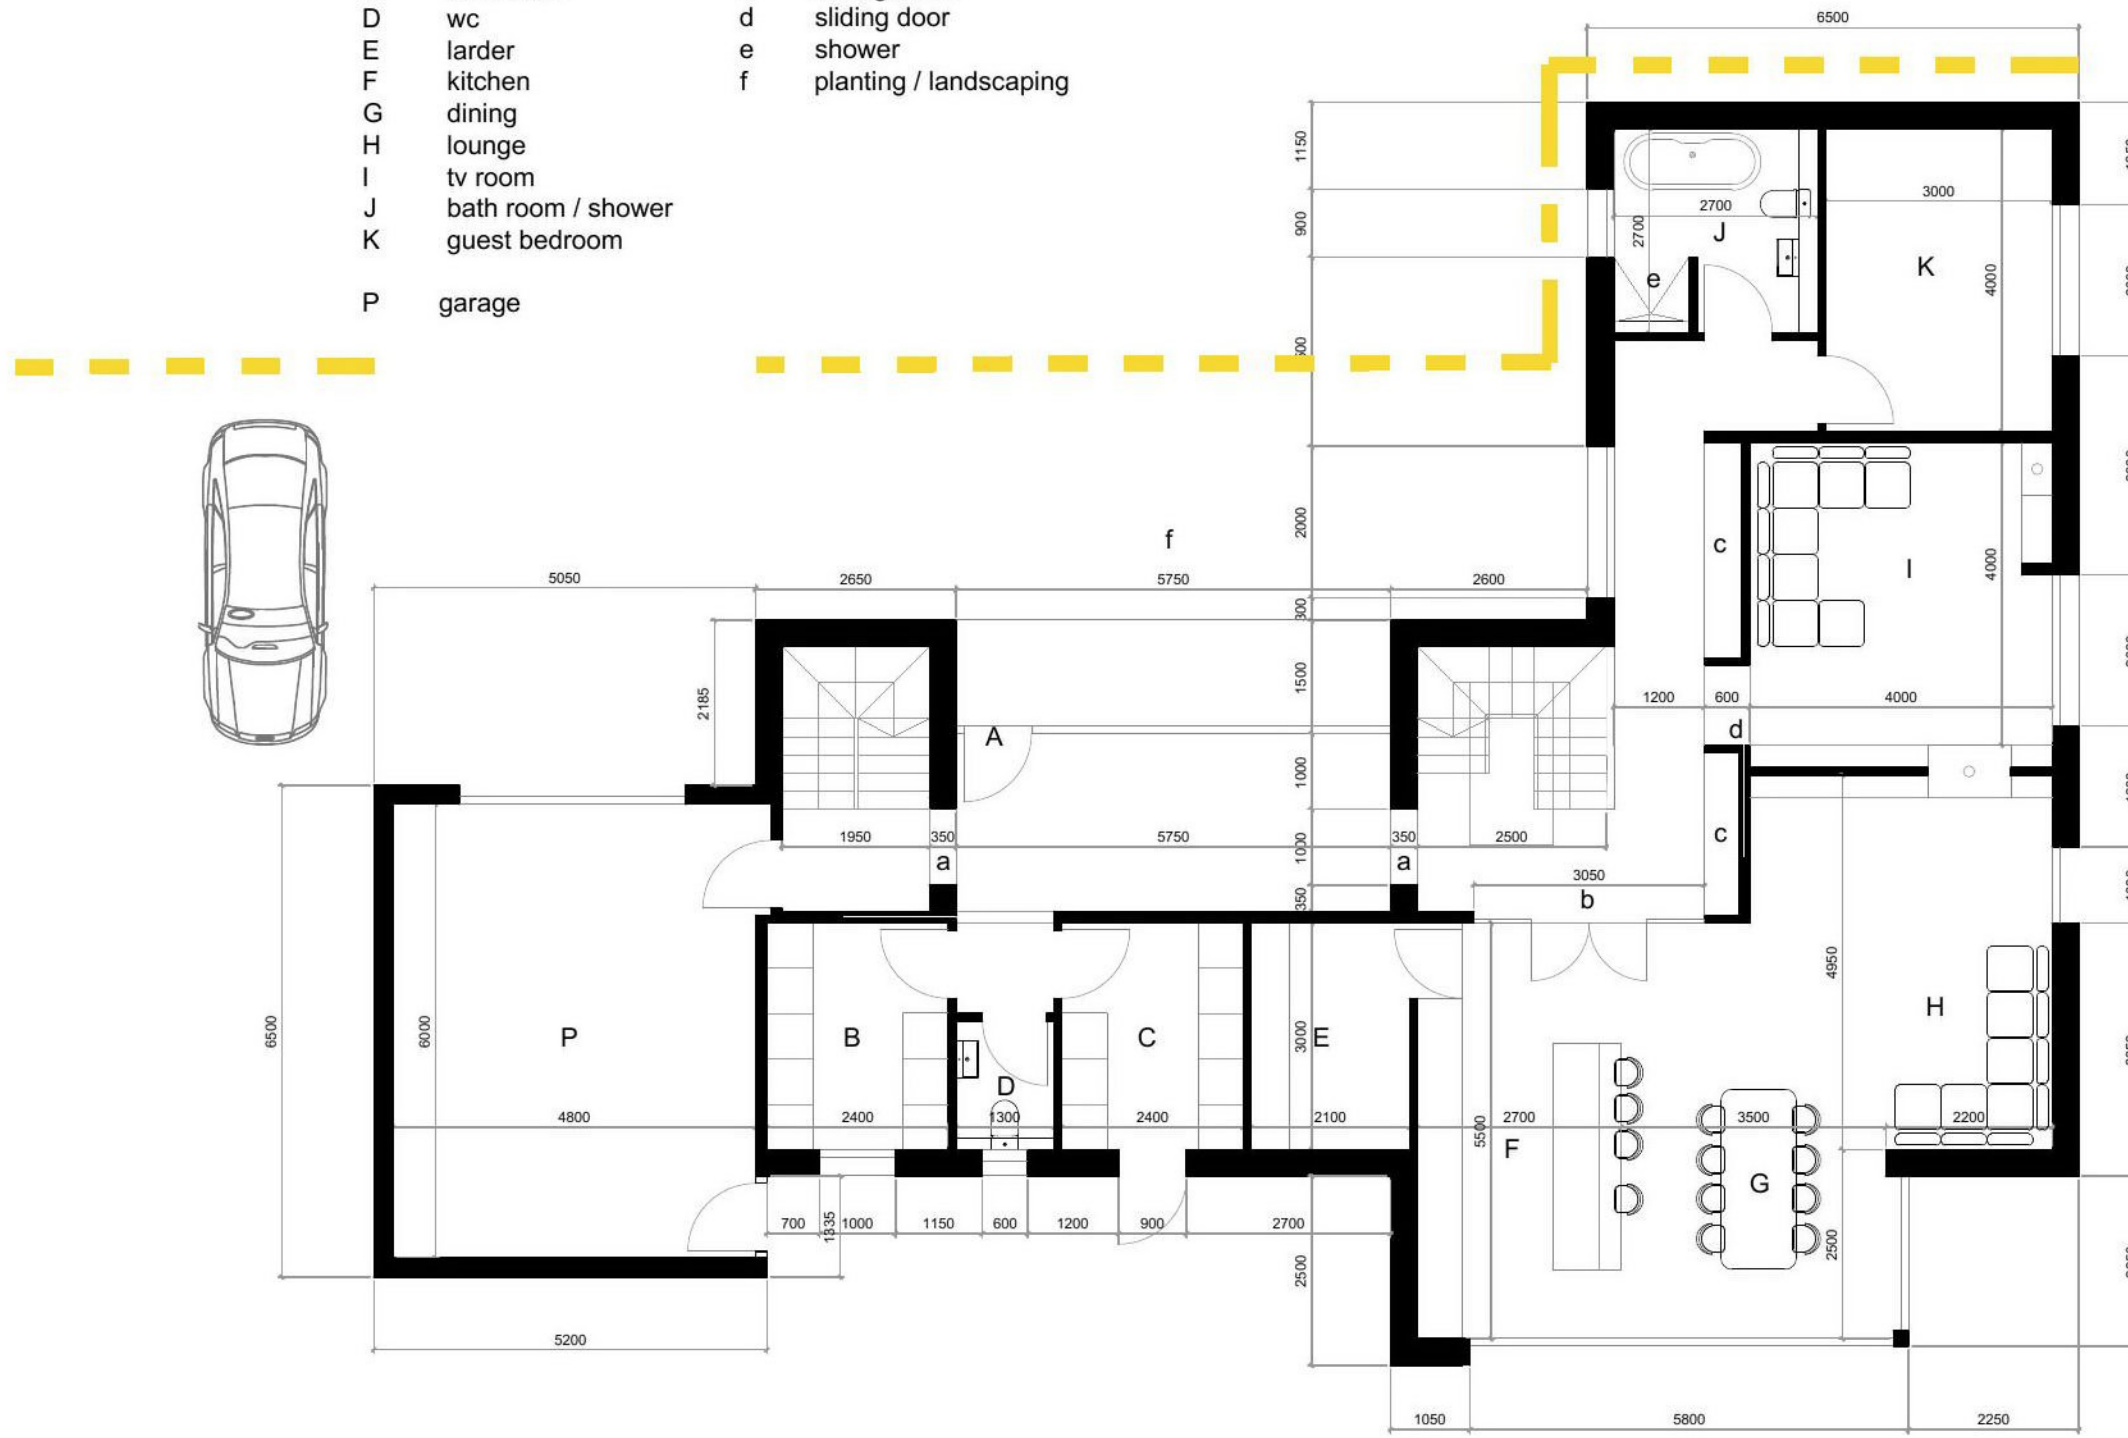 D wc d sliding door
E larder e shower
F kitchen f planting / landscaping
G dining
H lounge
I tv room
J bath room / shower
K guest bedroom
P garage
6500
1150
900
2700
2700
J
e
3000
K
4000
2000
f
c
I
4000
5050
2650
5750
2600
300
2185
1500
1200
600
4000
A
d
1000
1950
350
5750
350
2500
1000
c
a
a
3050
b
350
4950
6500
6000
P
B
C
3000
E
H
D
4800
2400
1300
2400
2100
2700
3500
2200
5500
F
G
700
1335
1000
1150
600
1200
900
2700
2500
2500
5200
1050
5800
2250